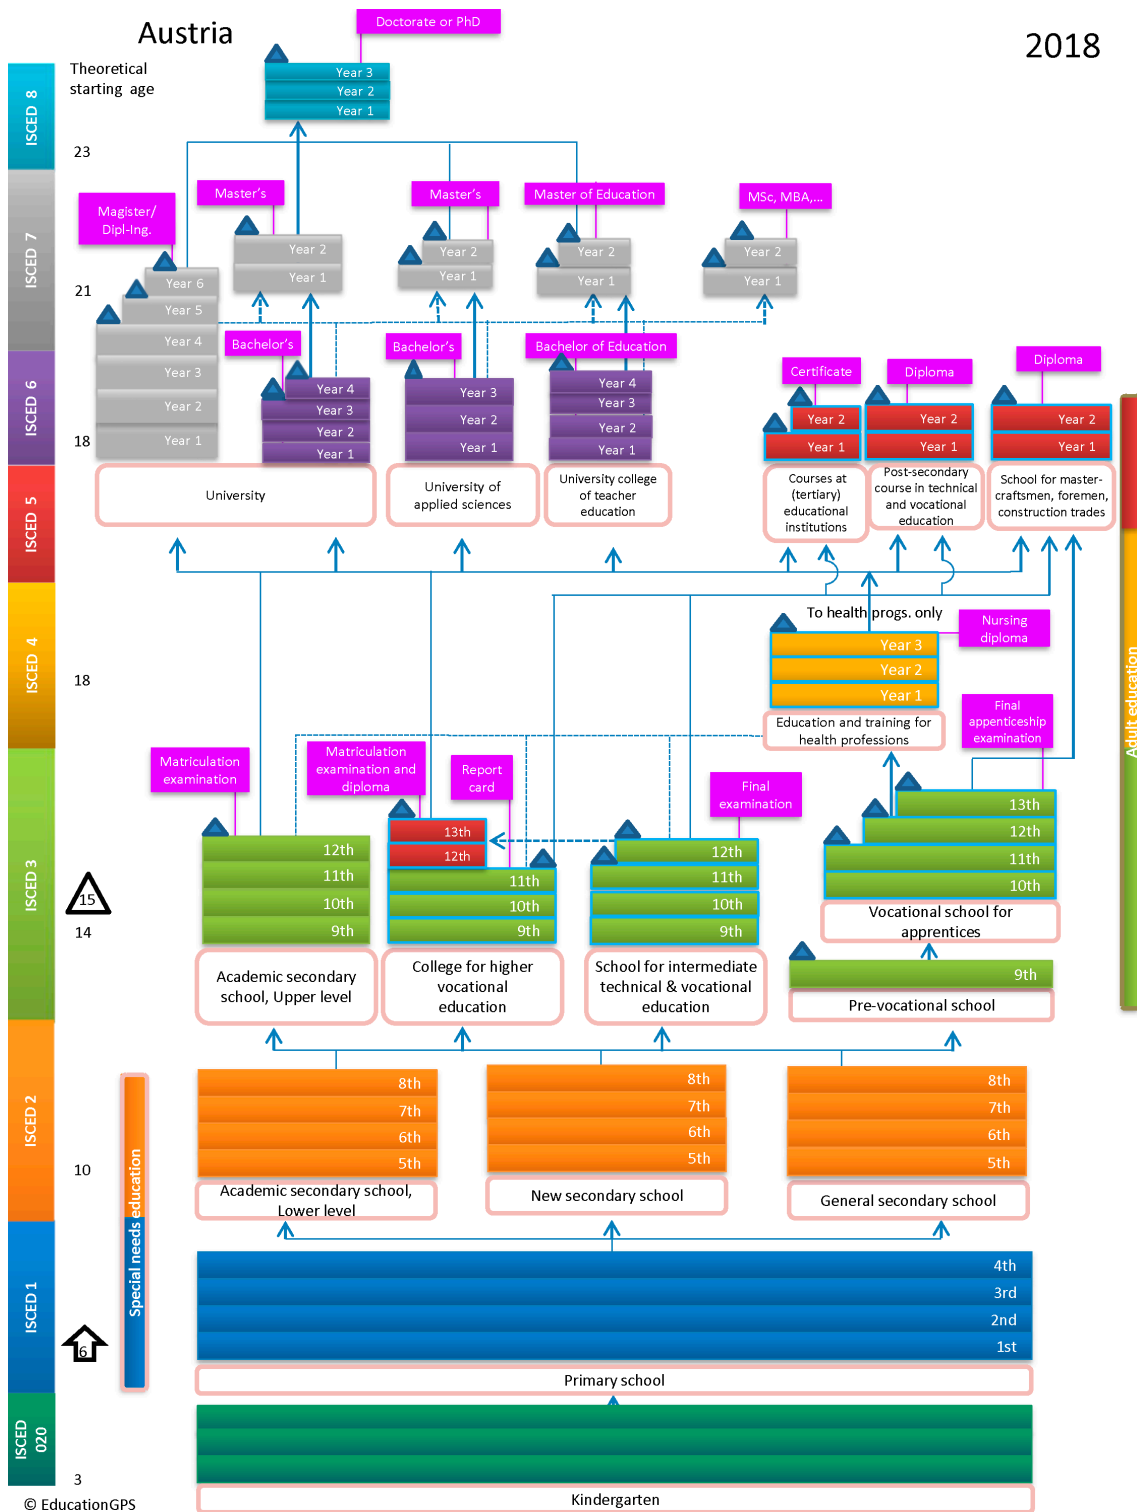 Austria
2018
Doctorate or PhD
Theoretical
starting age
ISCED 8
Year 3
Year 2
Year 1
23
ISCED 7
Magister/
Dipl-Ing.
Master's
Master's
Master of Education
MSc, MBA,...
Year 6
Year 5
Year 4
Year 3
Year 2
Year 1
Year 2
Year 1
Year 2
Year 1
Year 2
Year 1
Year 2
Year 1
21
ISCED 6
Bachelor's
Bachelor's
Bachelor of Education
Certificate
Diploma
Diploma
Year 4
Year 3
Year 2
Year 1
Year 3
Year 2
Year 1
Year 4
Year 3
Year 2
Year 1
Year 2
Year 1
Year 2
Year 1
Year 2
Year 1
18
ISCED 5
University
University of
applied sciences
University college
of teacher
education
Courses at
(tertiary)
educational
institutions
Post-secondary
course in technical
and vocational
education
School for master-
craftsmen, foremen,
construction trades
ISCED 4
To health progs. only
Nursing
diploma
Year 3
Year 2
Year 1
18
Education and training for
health professions
Final
apprenticeship
examination
Adult education
ISCED 3
Matriculation
examination
Matriculation
examination and
diploma
Report
card
Final
examination
12th
11th
10th
9th
13th
12th
11th
10th
9th
12th
11th
10th
9th
13th
12th
11th
10th
15
14
Vocational school for
apprentices
9th
Academic secondary
school, Upper level
College for higher
vocational
education
School for intermediate
technical & vocational
education
Pre-vocational school
ISCED 2
8th
7th
6th
5th
8th
7th
6th
5th
8th
7th
6th
5th
10
Special needs education
Academic secondary school,
Lower level
New secondary school
General secondary school
ISCED 1
4th
3rd
2nd
1st
6
Primary school
ISCED
020
3
Kindergarten
© EducationGPS